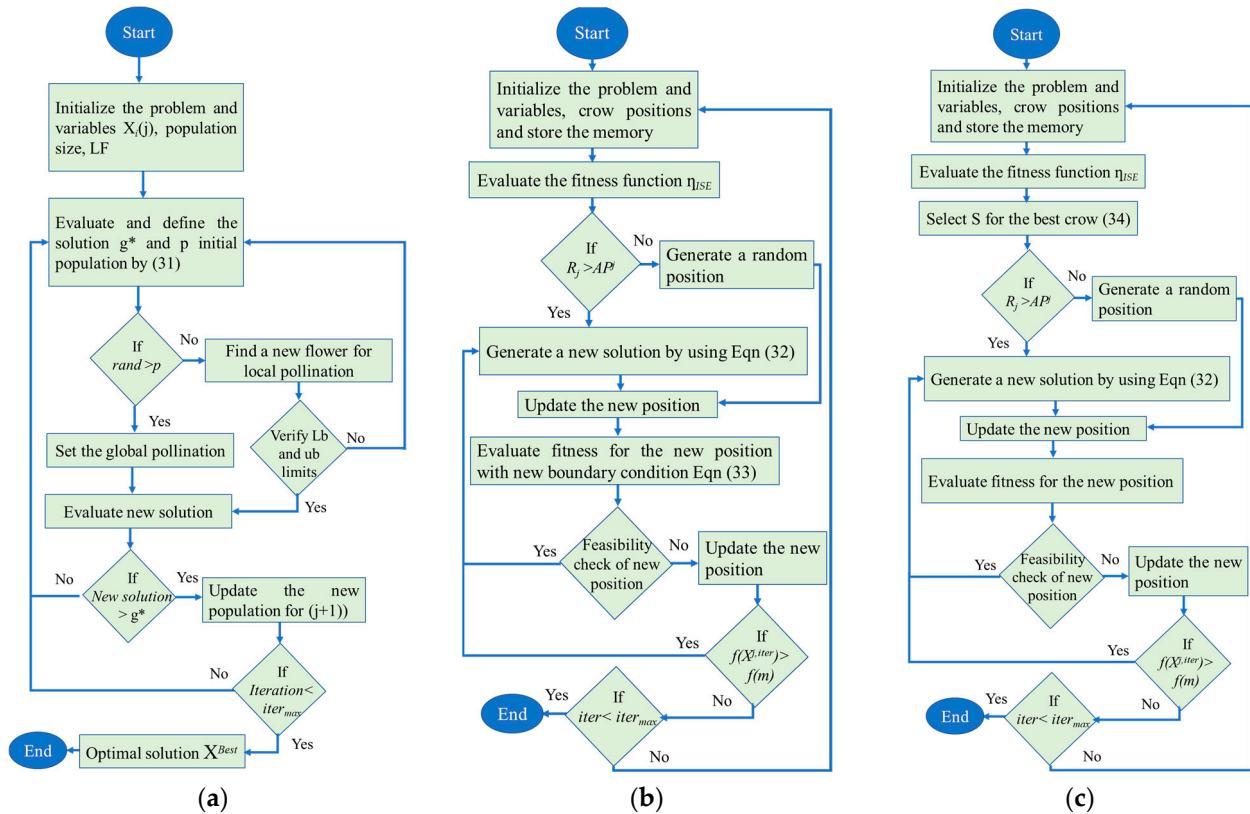 Start
Initialize the problem and
variables Xi(j), population
size, LF
Evaluate and define the
solution g* and p initial
population by (31)
If
rand >p
No
Find a new flower for
local pollination
Yes
Verify Lb
and ub
limits
No
Set the global pollination
Yes
Evaluate new solution
If
New solution
> g*
No
Yes
Update the new
population for (j+1))
If
Iteration<
itermax
No
Yes
Optimal solution XBest
End
(a)
Start
Initialize the problem and
variables, crow positions
and store the memory
Evaluate the fitness function ηISE
If
Rj >APj
No
Generate a random
position
Yes
Generate a new solution by using Eqn (32)
Update the new position
Evaluate fitness for the new position
with new boundary condition Eqn (33)
Feasibility
check of new
position
Yes
No
Update the new
position
If
f(Xj,iter)>
f(m)
Yes
No
If
iter< itermax
Yes
End
No
(b)
Start
Initialize the problem and
variables, crow positions
and store the memory
Evaluate the fitness function ηISE
Select S for the best crow (34)
If
Rj >APj
No
Generate a random
position
Yes
Generate a new solution by using Eqn (32)
Update the new position
Evaluate fitness for the new position
Feasibility
check of new
position
Yes
No
Update the new
position
If
f(Xj,iter)>
f(m)
Yes
No
If
iter< itermax
Yes
End
No
(c)